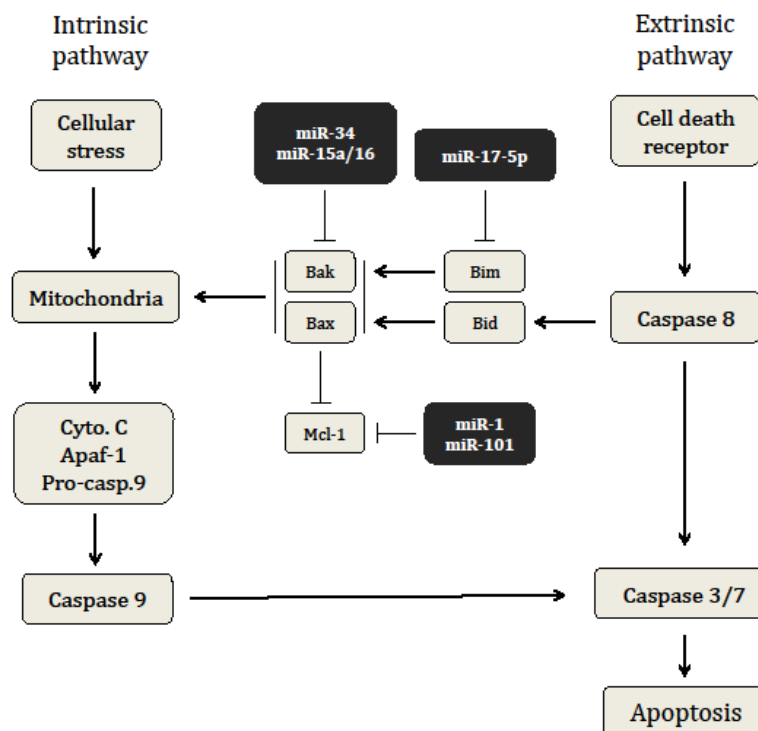 Intrinsic
pathway
Extrinsic
pathway
Cellular
stress
miR-34
miR-15a/16
miR-17-5p
Cell death
receptor
Bak
Bim
Mitochondria
Bax
Bid
Caspase 8
Cyto. C
Apaf-1
Pro-casp.9
Mcl-1
miR-1
miR-101
Caspase 9
Caspase 3/7
Apoptosis